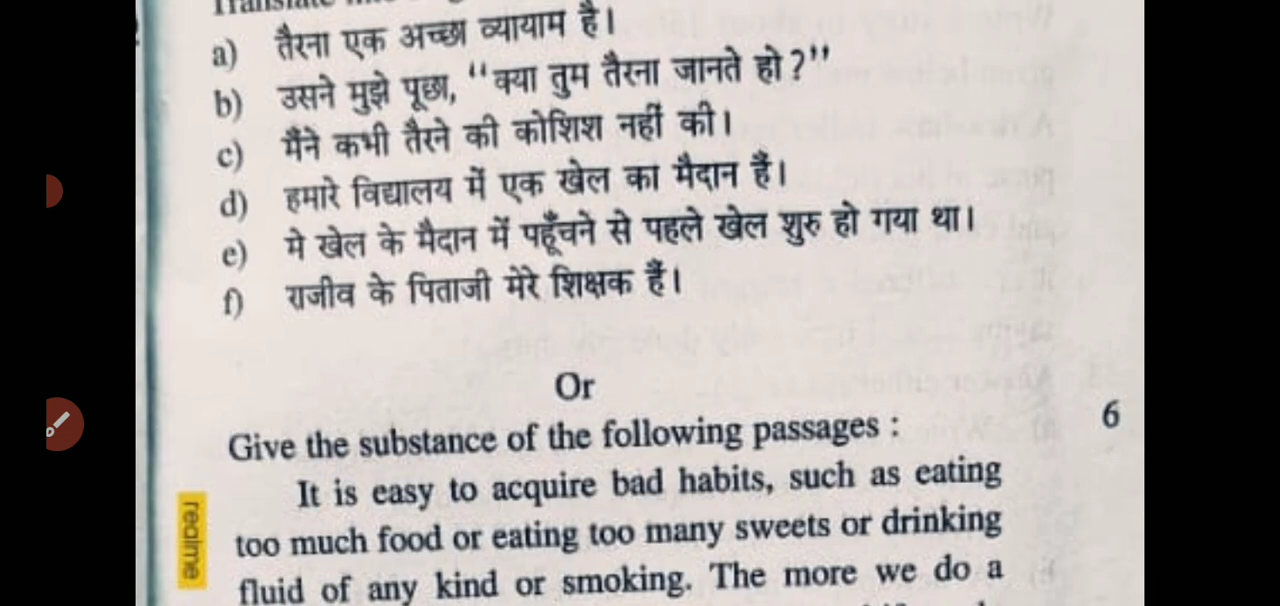 Translate
a) तैरना एक अच्छा व्यायाम है।
b) उसने मुझे पूछा, “क्या तुम तैरना जानते हो?”
c) मैंने कभी तैरने की कोशिश नहीं की।
d) हमारे विद्यालय में एक खेल का मैदान है।
e) मे खेल के मैदान में पहूँचने से पहले खेल शुरु हो गया था।
f) राजीव के पिताजी मेरे शिक्षक हैं।
Or
Give the substance of the following passages : 6
It is easy to acquire bad habits, such as eating
too much food or eating too many sweets or drinking
fluid of any kind or smoking. The more we do a
realme